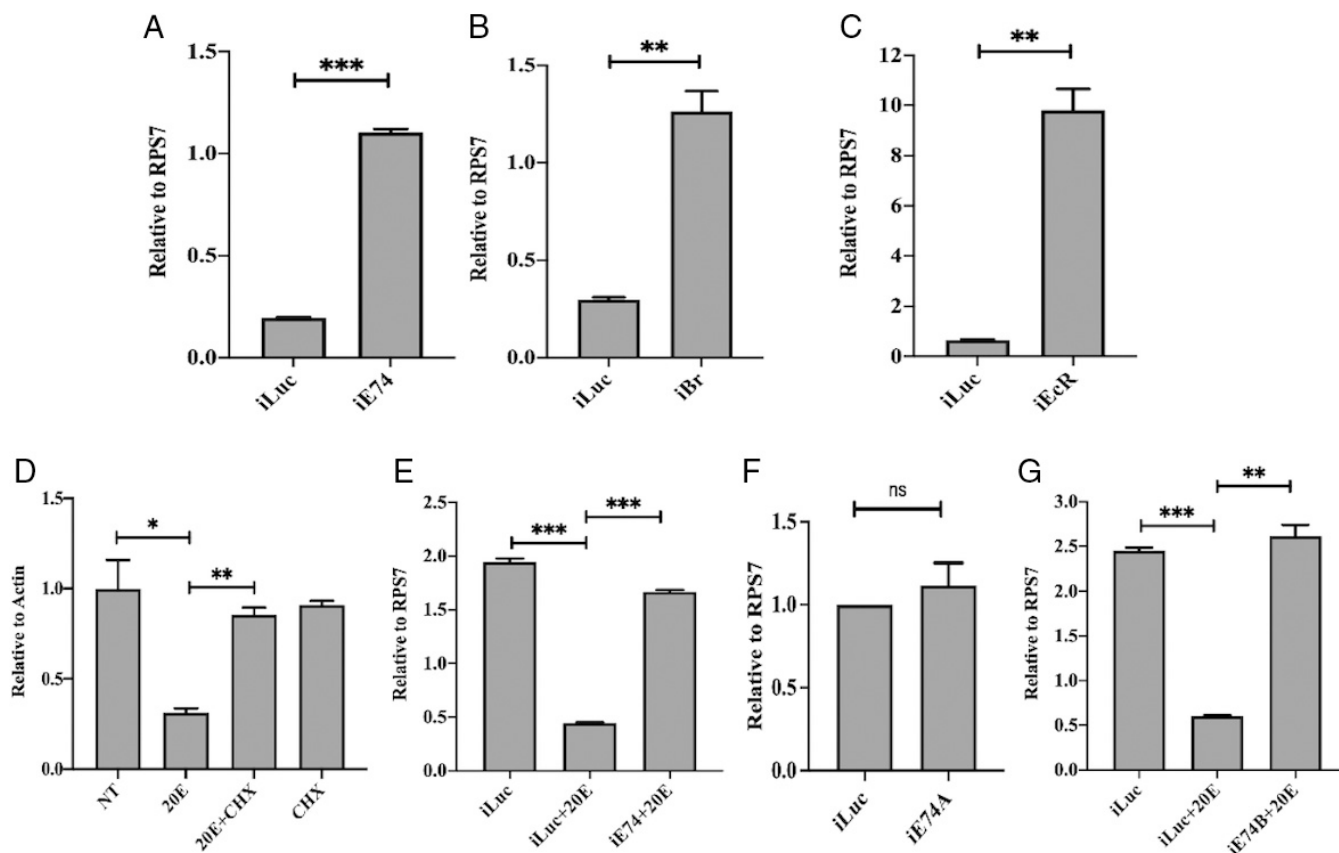 A
1.5
1.0
0.5
0.0
Relative to RPS7
***
iLuc
iE74
B
1.5
1.0
0.5
0.0
Relative to RPS7
**
iLuc
iBr
C
12
10
8
6
4
2
0
Relative to RPS7
**
iLuc
iEcR
D
1.5
1.0
0.5
0.0
Relative to Actin
*
**
NT
20E
20E+CHX
CHX
E
2.5
2.0
1.5
1.0
0.5
0.0
Relative to RPS7
***
***
iLuc
iLuc+20E
iE74+20E
F
1.5
1.0
0.5
0.0
Relative to RPS7
ns
iLuc
iE74A
G
3.0
2.5
2.0
1.5
1.0
0.5
0.0
Relative to RPS7
***
**
iLuc
iLuc+20E
iE74B+20E